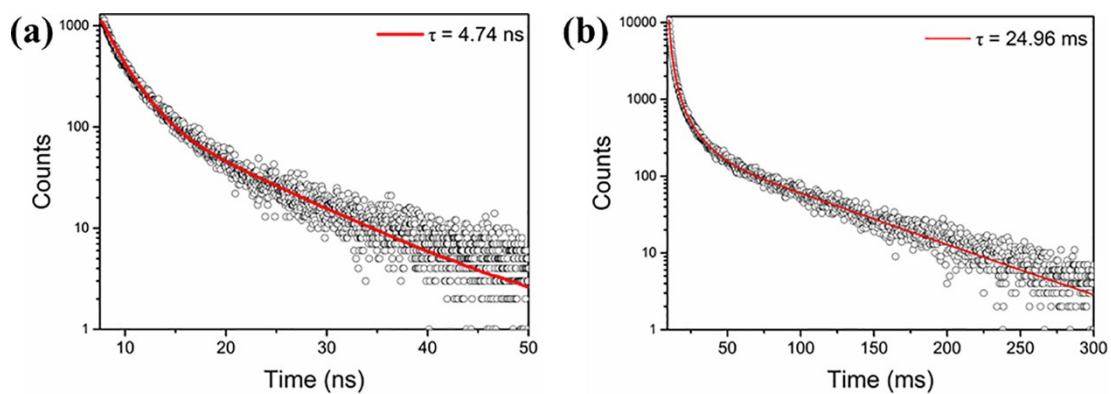 (a)
1000
100
10
1
Counts
τ = 4.74 ns
10 20 30 40 50
Time (ns)
(b)
10000
1000
100
10
1
Counts
τ = 24.96 ms
50 100 150 200 250 300
Time (ms)